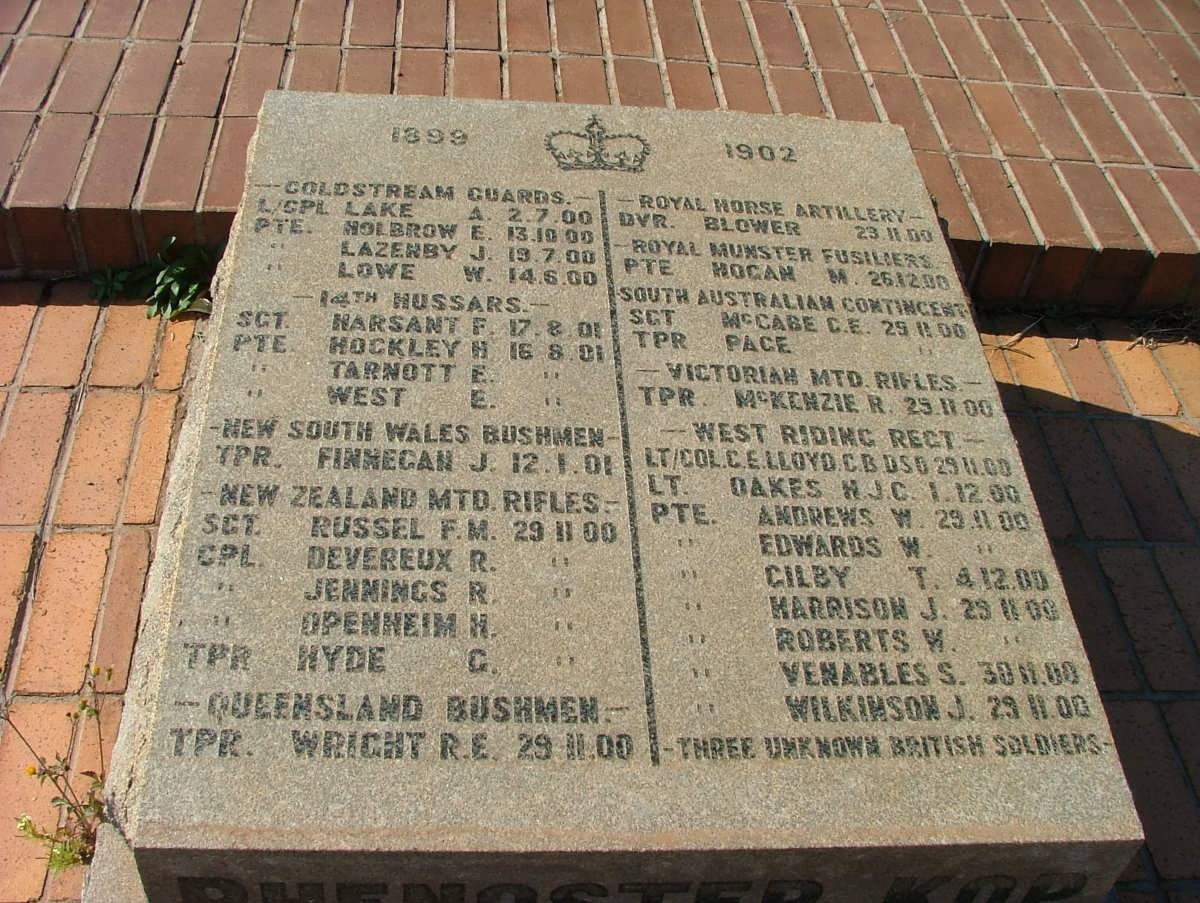 1899 1902
- COLDSTREAM GUARDS. -
L/CPL LAKE A. 2.7.00
PTE. HOLBROW E. 13.10.00
" LAZENBY J. 19.7.00
" LOWE W. 14.6.00
- 14TH HUSSARS. -
SGT. HARSANT F. 17.8.01
PTE. HOCKLEY H. 16.8.01
" TARNOTT E. "
" WEST E. "
- NEW SOUTH WALES BUSHMEN -
TPR. FINNEGAN J. 12.1.01
- NEW ZEALAND MTD. RIFLES. -
SGT. RUSSEL F.M. 29.11.00
CPL. DEVEREUX R. "
" JENNINGS R. "
" OPENHEIM H. "
TPR HYDE G. "
- QUEENSLAND BUSHMEN. -
TPR. WRIGHT R.E. 29.11.00
- ROYAL HORSE ARTILLERY -
DVR. BLOWER 29.11.00
- ROYAL MUNSTER FUSILIERS.
PTE HOGAN M. 26.12.00
SOUTH AUSTRALIAN CONTINGENT
SGT McCABE C.E. 29.11.00
TPR PACE "
- VICTORIAN MTD. RIFLES. -
TPR. McKENZIE R. 29.11.00
- WEST RIDING REGT -
LT/COL. C.E. LLOYD. C.B D S O 29.11.00
LT. OAKES H.J.C. 1.12.00
PTE. ANDREWS W. 29.11.00
" EDWARDS W. "
" GILBY T. 4.12.00
" HARRISON J. 29.11.00
" ROBERTS W. "
" VENABLES S. 30.11.00
" WILKINSON J. 29.11.00
- THREE UNKNOWN BRITISH SOLDIERS -
RHENOSTER KOP